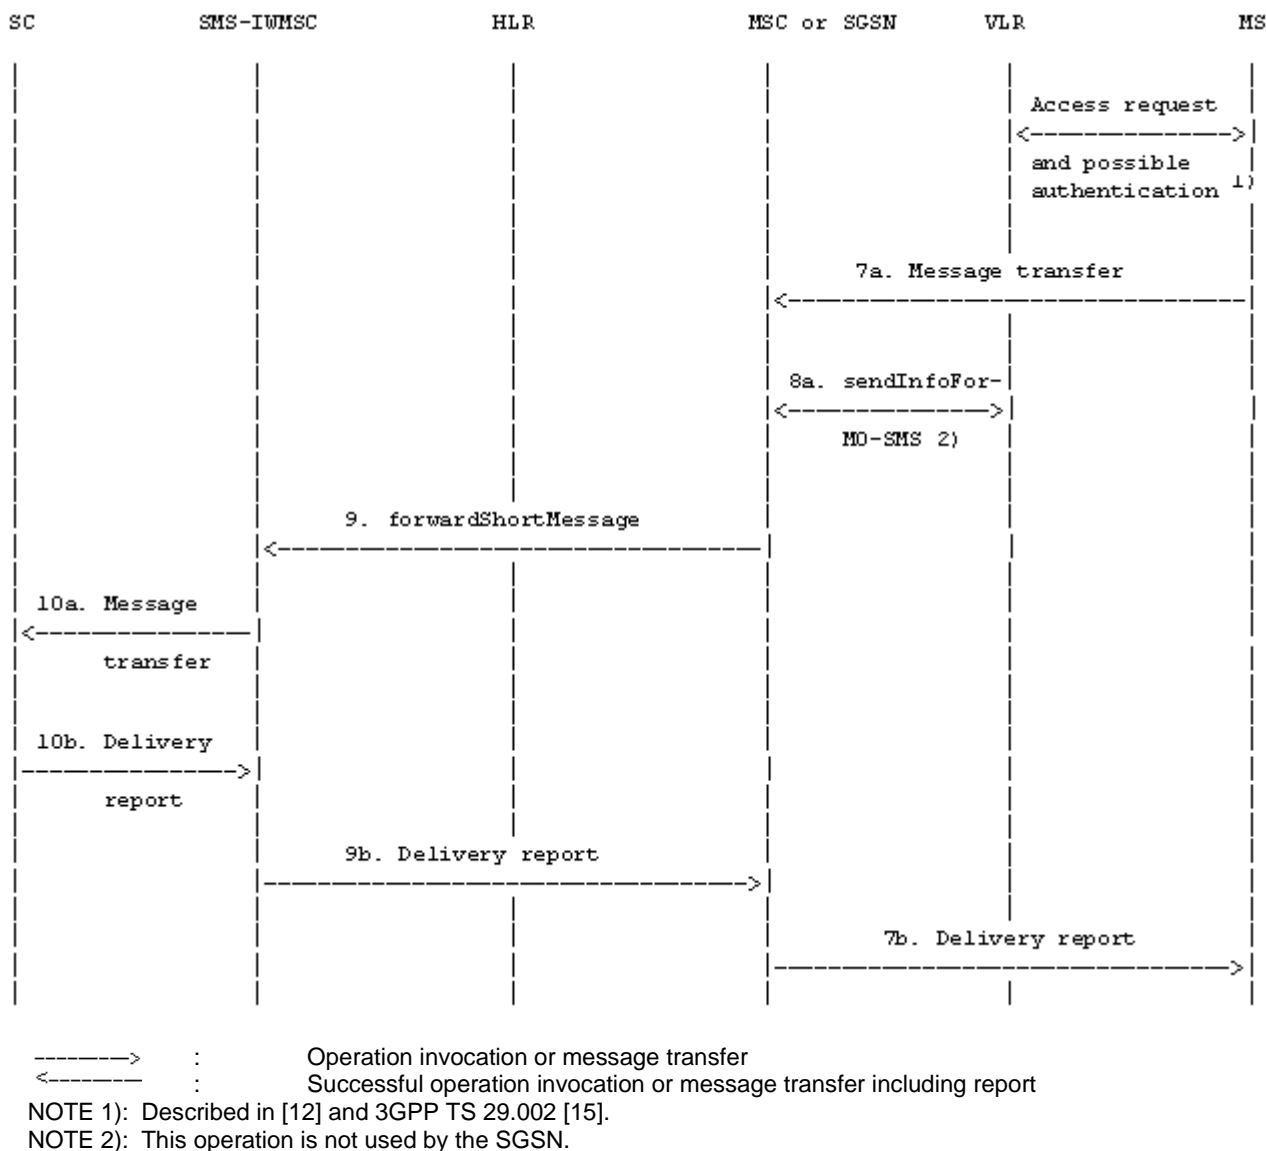 SC SMS-IWMSC HLR MSC or SGSN VLR MS
Access request
and possible
authentication 1)
7a. Message transfer
8a. sendInfoFor-
MO-SMS 2)
9. forwardShortMessage
10a. Message
transfer
10b. Delivery
report
9b. Delivery report
7b. Delivery report
: Operation invocation or message transfer
: Successful operation invocation or message transfer including report
NOTE 1): Described in [12] and 3GPP TS 29.002 [15].
NOTE 2): This operation is not used by the SGSN.